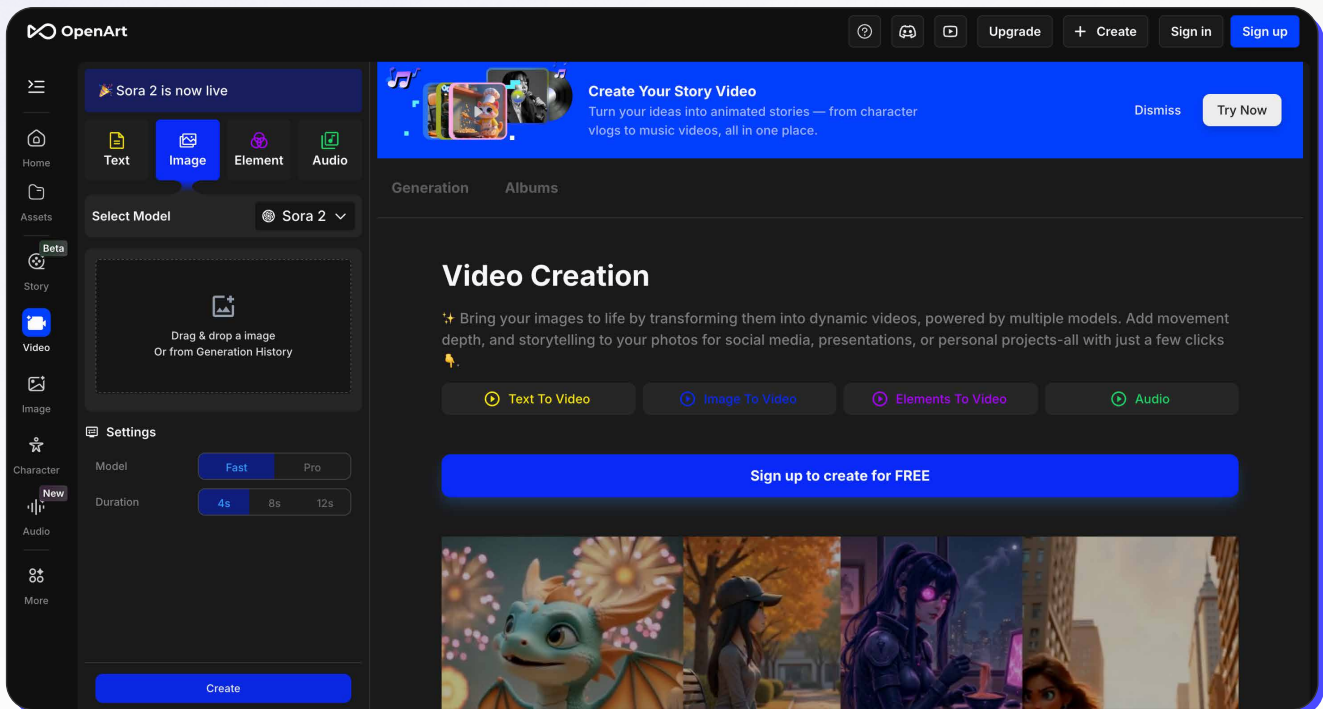 OpenArt
Upgrade
+ Create
Sign in
Sign up
Home
Assets
Beta
Story
Video
Image
Character
New
Audio
More
🎉 Sora 2 is now live
Text
Image
Element
Audio
Select Model
Sora 2
Drag & drop a image
Or from Generation History
Settings
Model
Fast
Pro
Duration
4s
8s
12s
Create
Create Your Story Video
Turn your ideas into animated stories — from character
vlogs to music videos, all in one place.
Dismiss
Try Now
Generation
Albums
Video Creation
✨ Bring your images to life by transforming them into dynamic videos, powered by multiple models. Add movement
depth, and storytelling to your photos for social media, presentations, or personal projects-all with just a few clicks
👇.
Text To Video
Image To Video
Elements To Video
Audio
Sign up to create for FREE